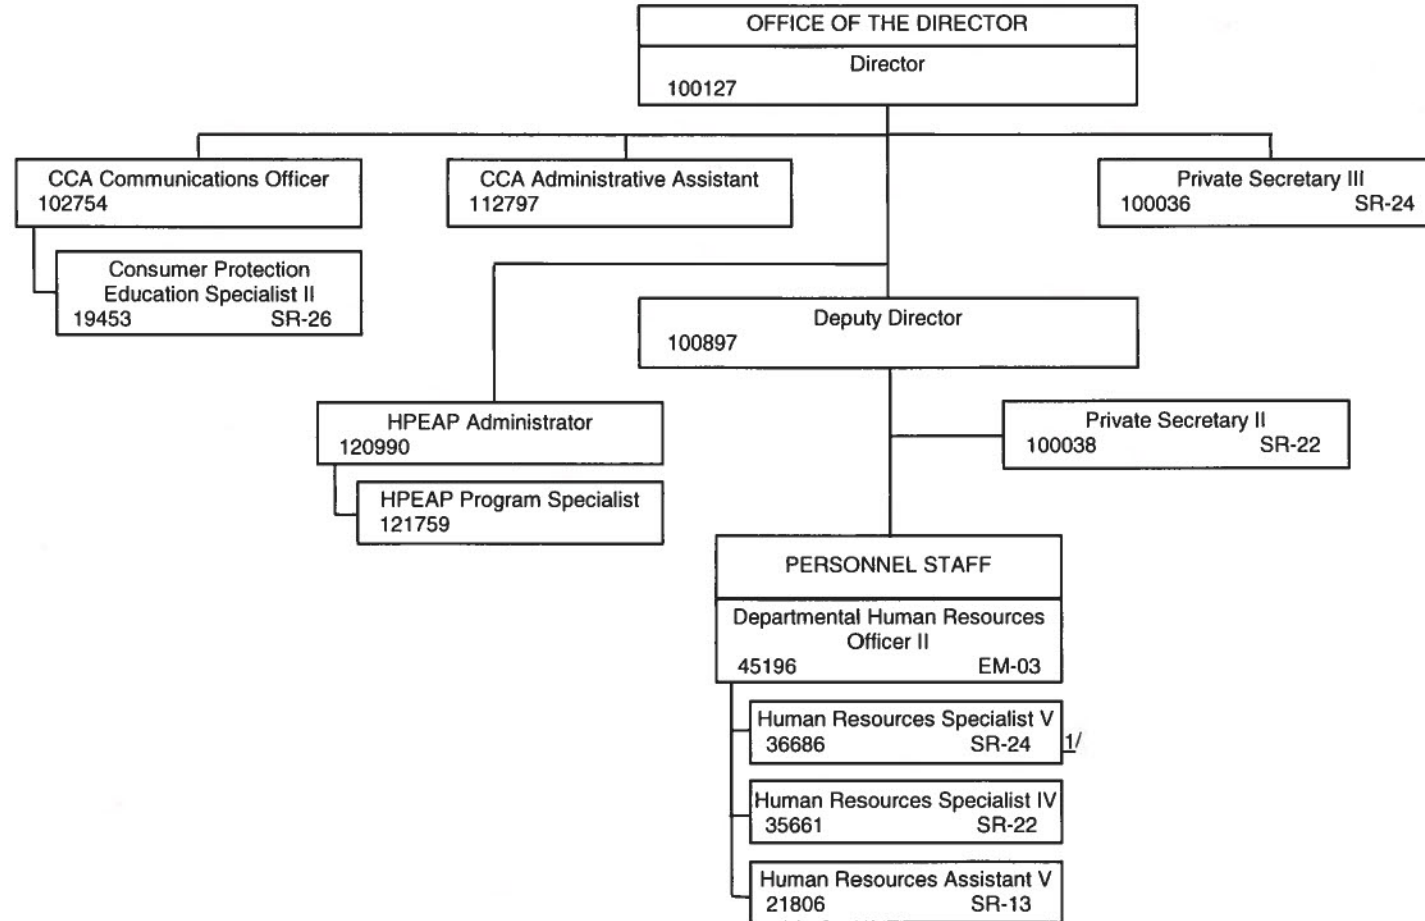 OFFICE OF THE DIRECTOR
Director
100127
CCA Communications Officer
102754
CCA Administrative Assistant
112797
Private Secretary III
100036 SR-24
Consumer Protection
Education Specialist II
19453 SR-26
Deputy Director
100897
HPEAP Administrator
120990
Private Secretary II
100038 SR-22
HPEAP Program Specialist
121759
PERSONNEL STAFF
Departmental Human Resources
Officer II
45196 EM-03
Human Resources Specialist V
36686 SR-24 1/
Human Resources Specialist IV
35661 SR-22
Human Resources Assistant V
21806 SR-13